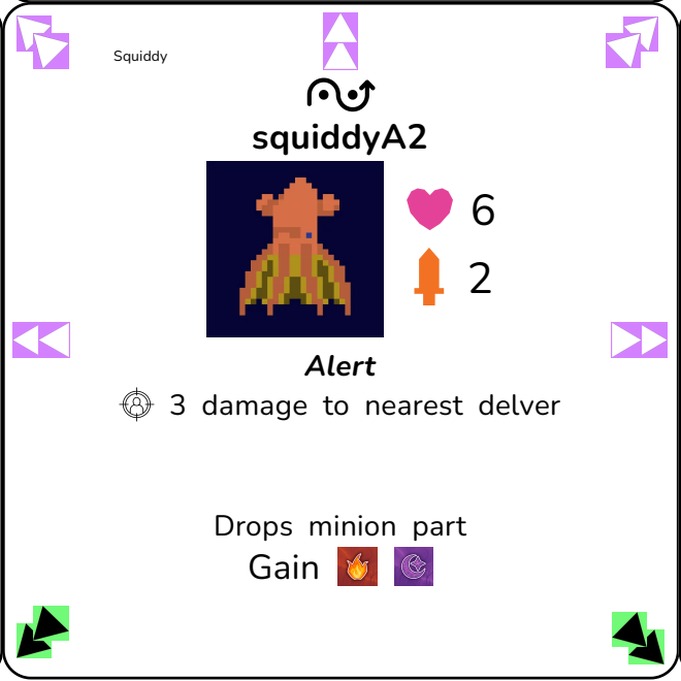 Squiddy
squiddyA2
6
2
Alert
3 damage to nearest delver
Drops minion part
Gain